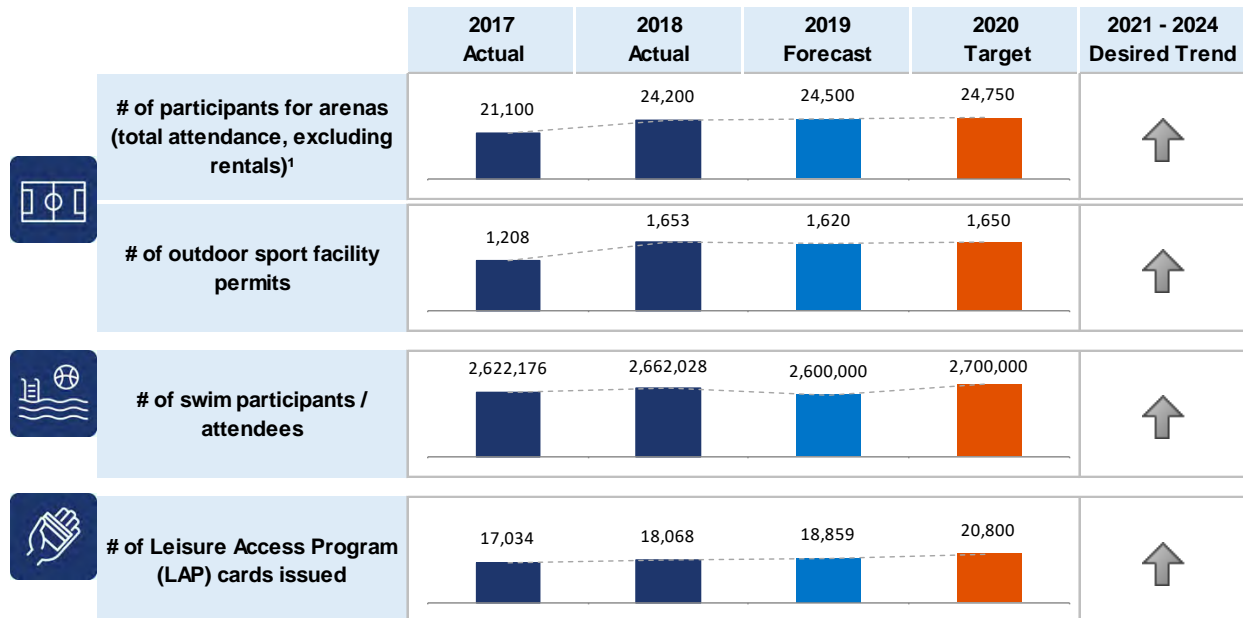 2017 Actual
2018 Actual
2019 Forecast
2020 Target
2021 - 2024 Desired Trend
# of participants for arenas
(total attendance, excluding
rentals)¹
21,100
24,200
24,500
24,750
# of outdoor sport facility
permits
1,208
1,653
1,620
1,650
# of swim participants /
attendees
2,622,176
2,662,028
2,600,000
2,700,000
# of Leisure Access Program
(LAP) cards issued
17,034
18,068
18,859
20,800